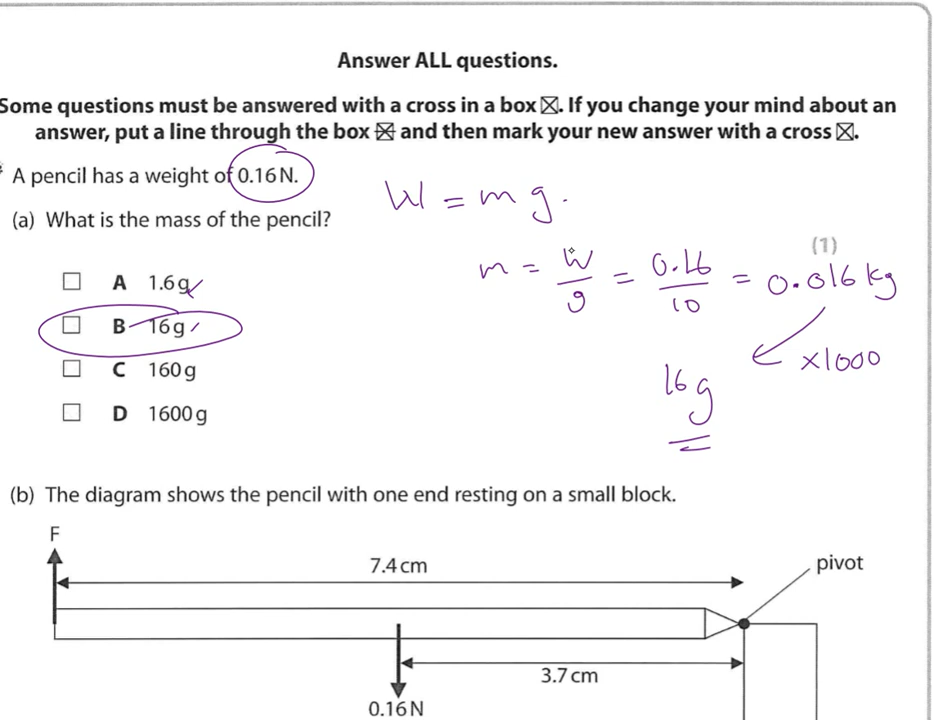 Answer ALL questions.
Some questions must be answered with a cross in a box ☒. If you change your mind about an
answer, put a line through the box ☒ and then mark your new answer with a cross ☒.
A pencil has a weight of 0.16 N.
W = mg.
(a) What is the mass of the pencil?
(1)
m = W/g = 0.16/10 = 0.016 kg
A 1.6 g
B 16 g
C 160 g
D 1600 g
×1000
16 g
(b) The diagram shows the pencil with one end resting on a small block.
F
7.4 cm
pivot
3.7 cm
0.16 N